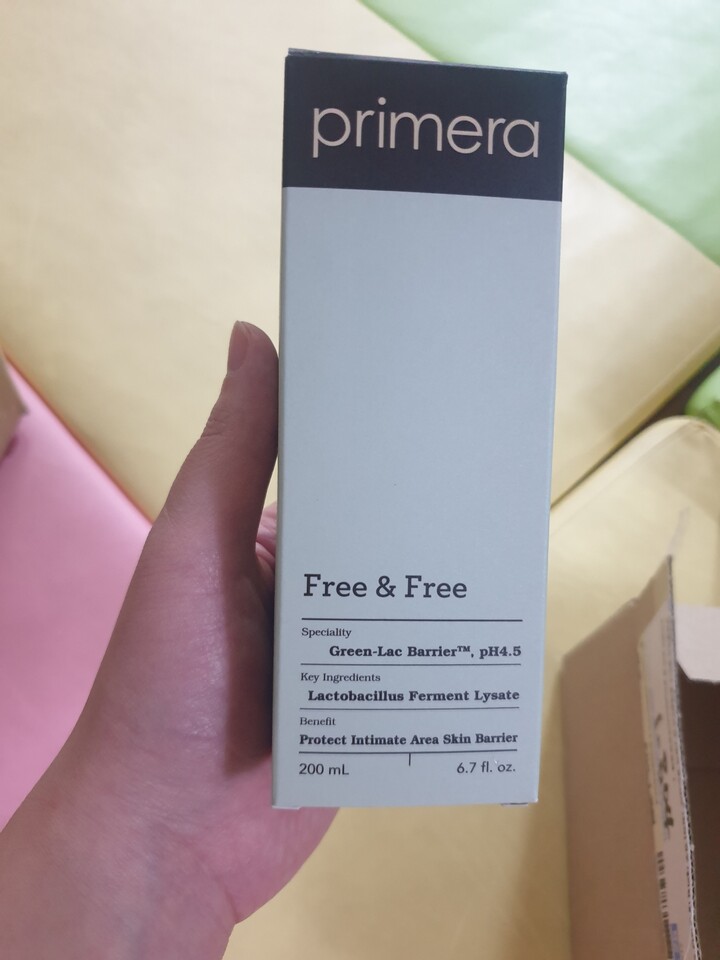 primera
Free & Free
Speciality
Green-Lac Barrier™, pH4.5
Key Ingredients
Lactobacillus Ferment Lysate
Benefit
Protect Intimate Area Skin Barrier
200 mL 6.7 fl. oz.